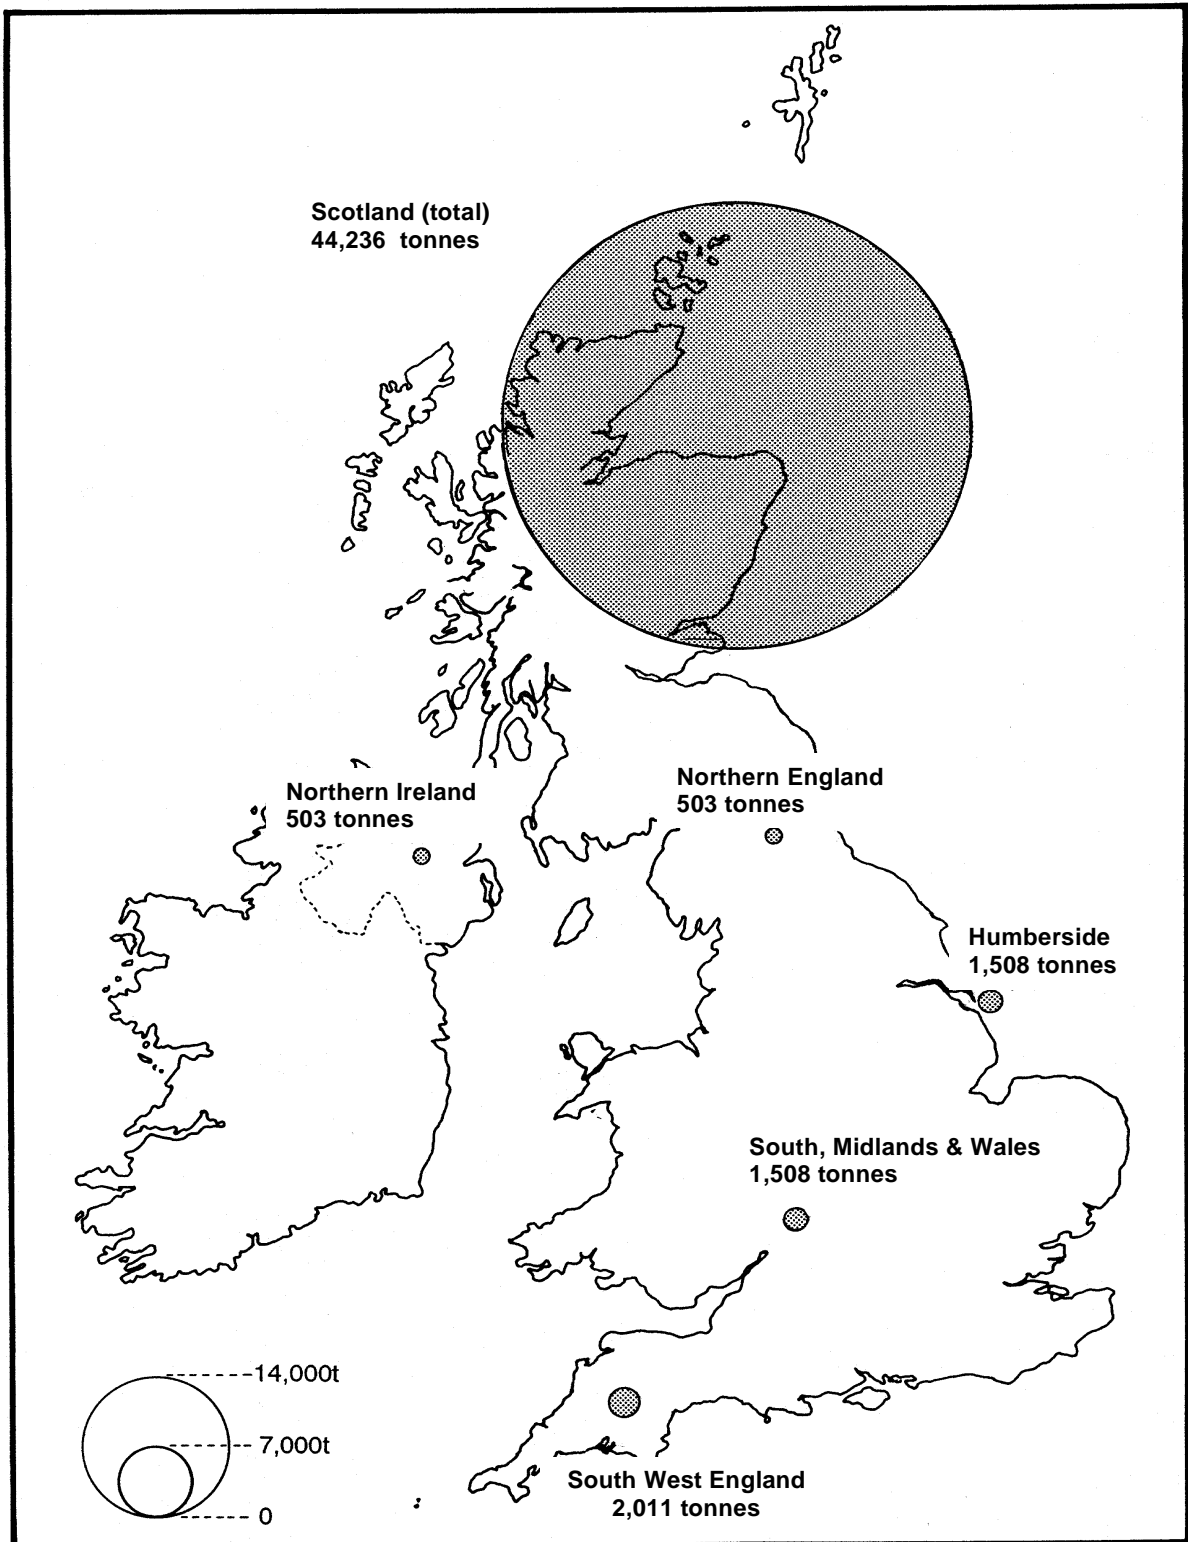 Scotland (total)
44,236 tonnes
Northern Ireland
503 tonnes
Northern England
503 tonnes
Humberside
1,508 tonnes
South, Midlands & Wales
1,508 tonnes
South West England
2,011 tonnes
14,000t
7,000t
0